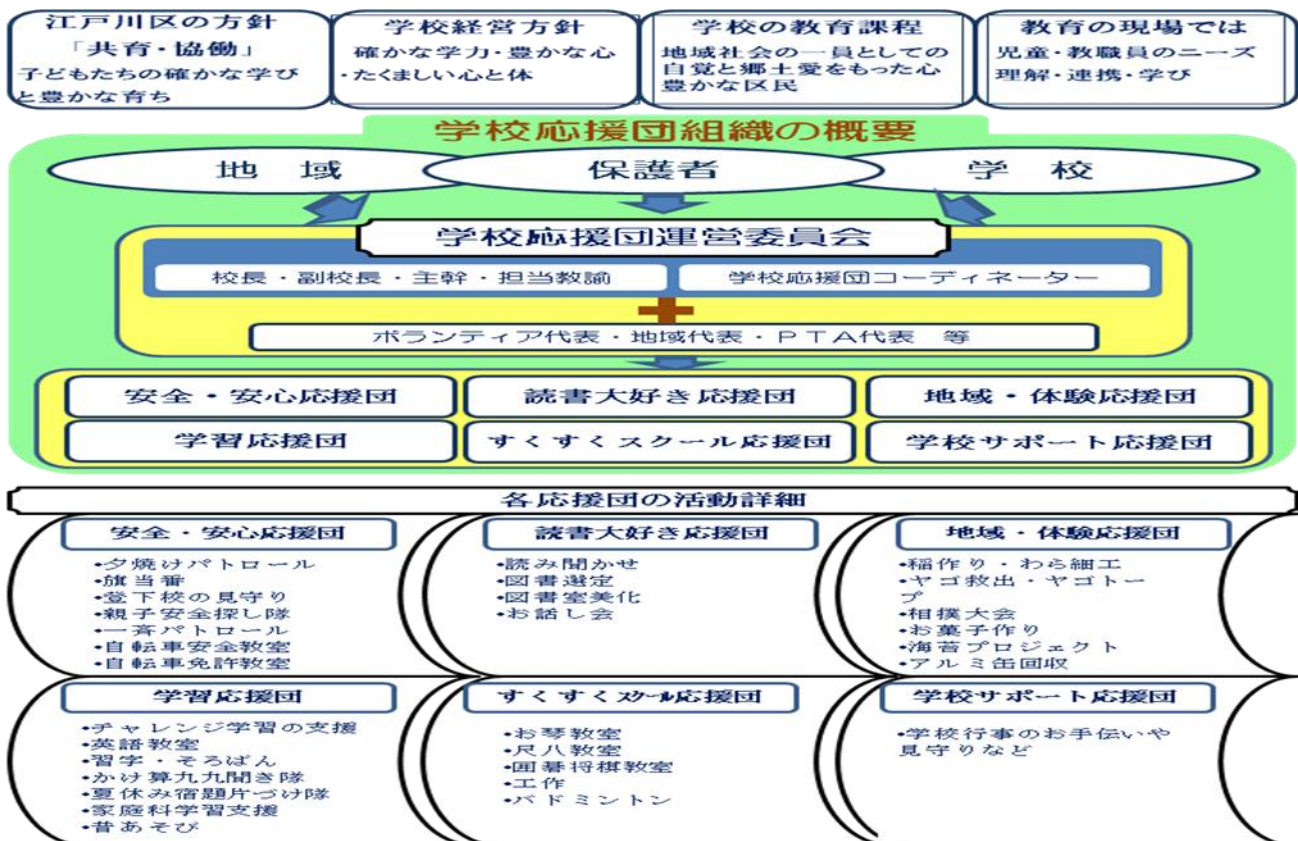 江戸川区の方針
「共育・協働」
子どもたちの確かな学び
と豊かな育ち
学校経営方針
確かな学力・豊かな心
・たくましい心と体
学校の教育課程
地域社会の一員としての
自覚と郷土愛をもった心
豊かな区民
教育の現場では
児童・教職員のニーズ
理解・連携・学び
学校応援団組織の概要
地 域
保護者
学 校
学校応援団運営委員会
校長・副校長・主幹・担当教諭
学校応援団コーディネーター
ボランティア代表・地域代表・PTA代表 等
安全・安心応援団
読書大好き応援団
地域・体験応援団
学習応援団
すくすくスクール応援団
学校サポート応援団
各応援団の活動詳細
安全・安心応援団
•夕焼けパトロール
•旗当番
•登下校の見守り
•親子安全探し隊
•一斉パトロール
•自転車安全教室
•自転車免許教室
読書大好き応援団
•読み聞かせ
•図書選定
•図書室美化
•お話し会
地域・体験応援団
•稲作り・わら細工
•ヤゴ救出・ヤゴトー
プ
•相撲大会
•お菓子作り
•海苔プロジェクト
•アルミ缶回収
学習応援団
•チャレンジ学習の支援
•英語教室
•習字・そろばん
•かけ算九九聞き隊
•夏休み宿題片づけ隊
•家庭科学習支援
•昔あそび
すくすくスクール応援団
•お琴教室
•尺八教室
•囲碁将棋教室
•工作
•バドミントン
学校サポート応援団
•学校行事のお手伝いや
見守りなど